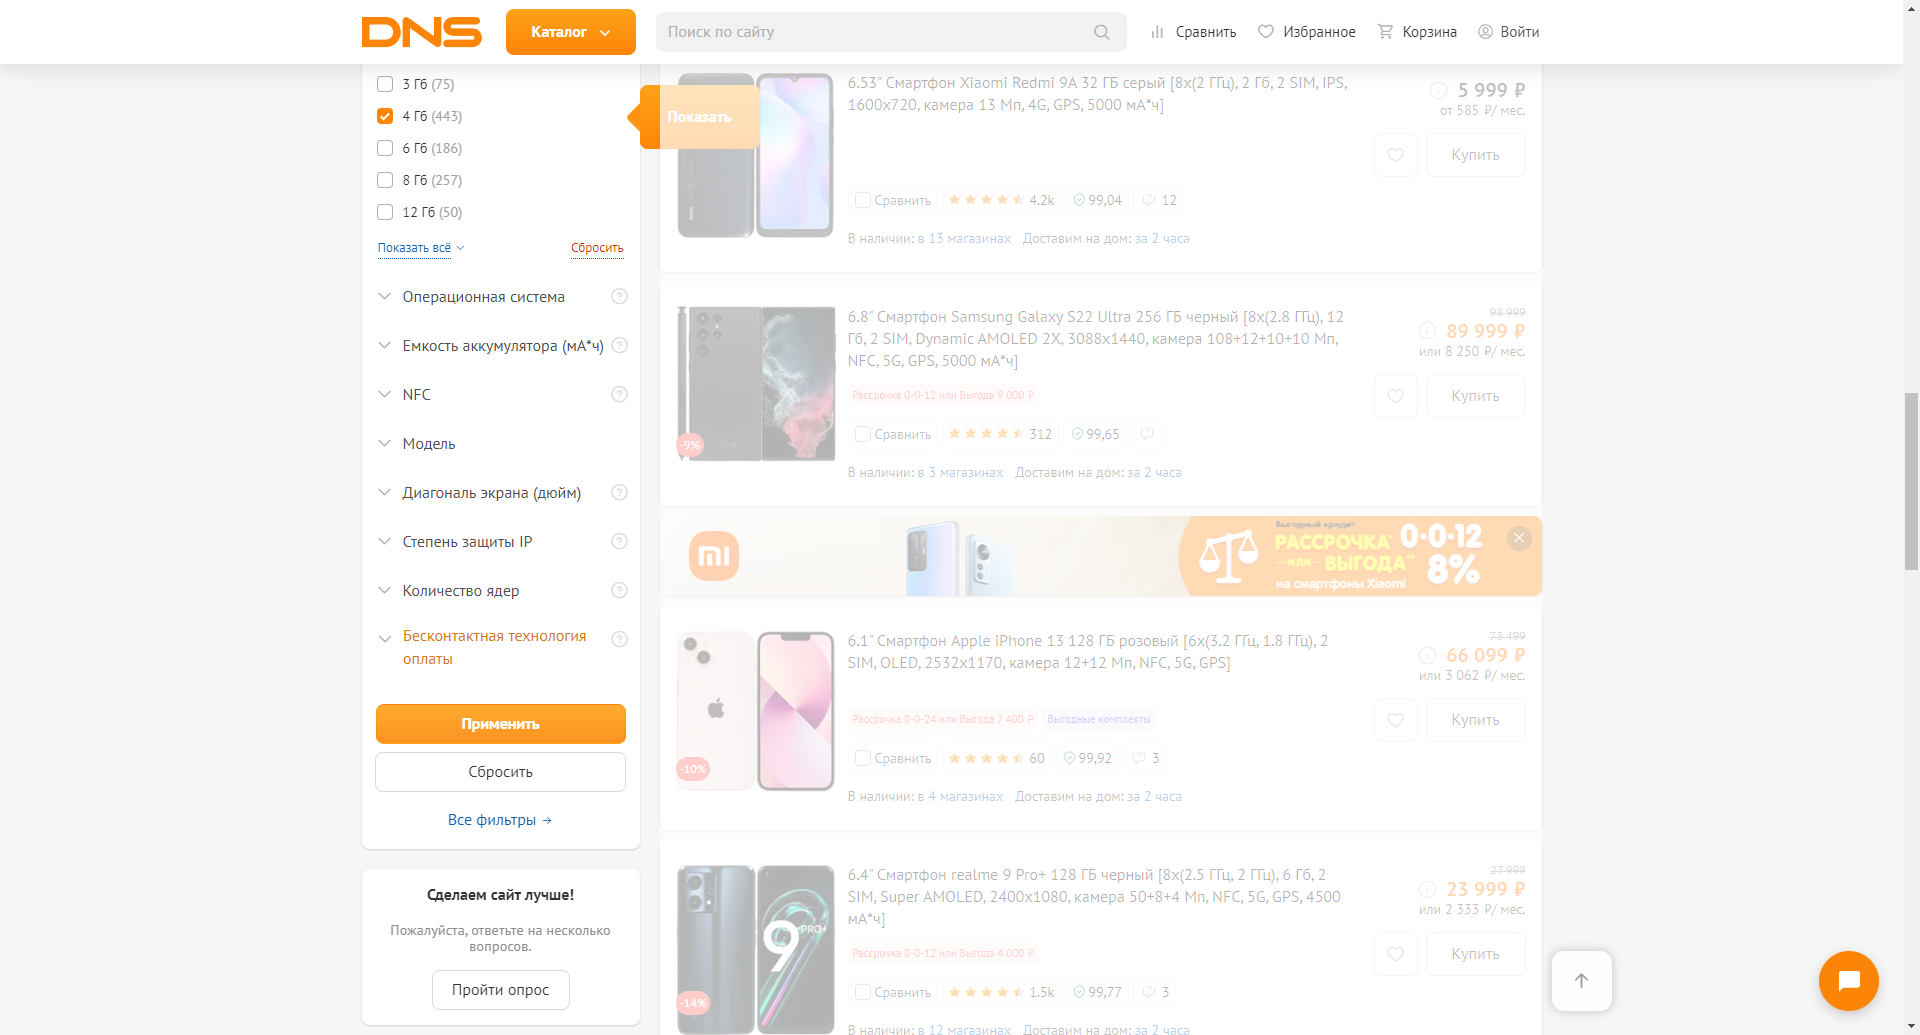 DNS
Каталог
Поиск по сайту
Сравнить
Избранное
Корзина
Войти
3 Гб (75)
4 Гб (443)
6 Гб (186)
8 Гб (257)
12 Гб (50)
Показать всё
Сбросить
Показать
Операционная система
Емкость аккумулятора (мА*ч)
NFC
Модель
Диагональ экрана (дюйм)
Степень защиты IP
Количество ядер
Бесконтактная технология
оплаты
Применить
Сбросить
Все фильтры →
Сделаем сайт лучше!
Пожалуйста, ответьте на несколько
вопросов.
Пройти опрос
6.53" Смартфон Xiaomi Redmi 9A 32 ГБ серый [8x(2 ГГц), 2 Гб, 2 SIM, IPS,
1600x720, камера 13 Мп, 4G, GPS, 5000 мА*ч]
5 999 ₽
от 585 ₽/ мес.
Купить
Сравнить
4.2k
99,04
12
В наличии: в 13 магазинах
Доставим на дом: за 2 часа
6.8" Смартфон Samsung Galaxy S22 Ultra 256 ГБ черный [8x(2.8 ГГц), 12
Гб, 2 SIM, Dynamic AMOLED 2X, 3088x1440, камера 108+12+10+10 Мп,
NFC, 5G, GPS, 5000 мА*ч]
98 999
89 999 ₽
или 8 250 ₽/ мес.
Рассрочка 0-0-12 или Выгода 9 000 ₽
Купить
-9%
Сравнить
312
99,65
В наличии: в 3 магазинах
Доставим на дом: за 2 часа
mi
Выгодный кредит
РАССРОЧКА*
— или — ВЫГОДА**
на смартфоны Xiaomi
0·0·12
8%
6.1" Смартфон Apple iPhone 13 128 ГБ розовый [6x(3.2 ГГц, 1.8 ГГц), 2
SIM, OLED, 2532x1170, камера 12+12 Мп, NFC, 5G, GPS]
73 499
66 099 ₽
или 3 062 ₽/ мес.
Рассрочка 0-0-24 или Выгода 7 400 ₽
Выгодные комплекты
Купить
-10%
Сравнить
60
99,92
3
В наличии: в 4 магазинах
Доставим на дом: за 2 часа
6.4" Смартфон realme 9 Pro+ 128 ГБ черный [8x(2.5 ГГц, 2 ГГц), 6 Гб, 2
SIM, Super AMOLED, 2400x1080, камера 50+8+4 Мп, NFC, 5G, GPS, 4500
мА*ч]
27 999
23 999 ₽
или 2 333 ₽/ мес.
9 PRO+
Рассрочка 0-0-12 или Выгода 4 000 ₽
Купить
-14%
Сравнить
1.5k
99,77
3
В наличии: в 12 магазинах
Доставим на дом: за 2 часа